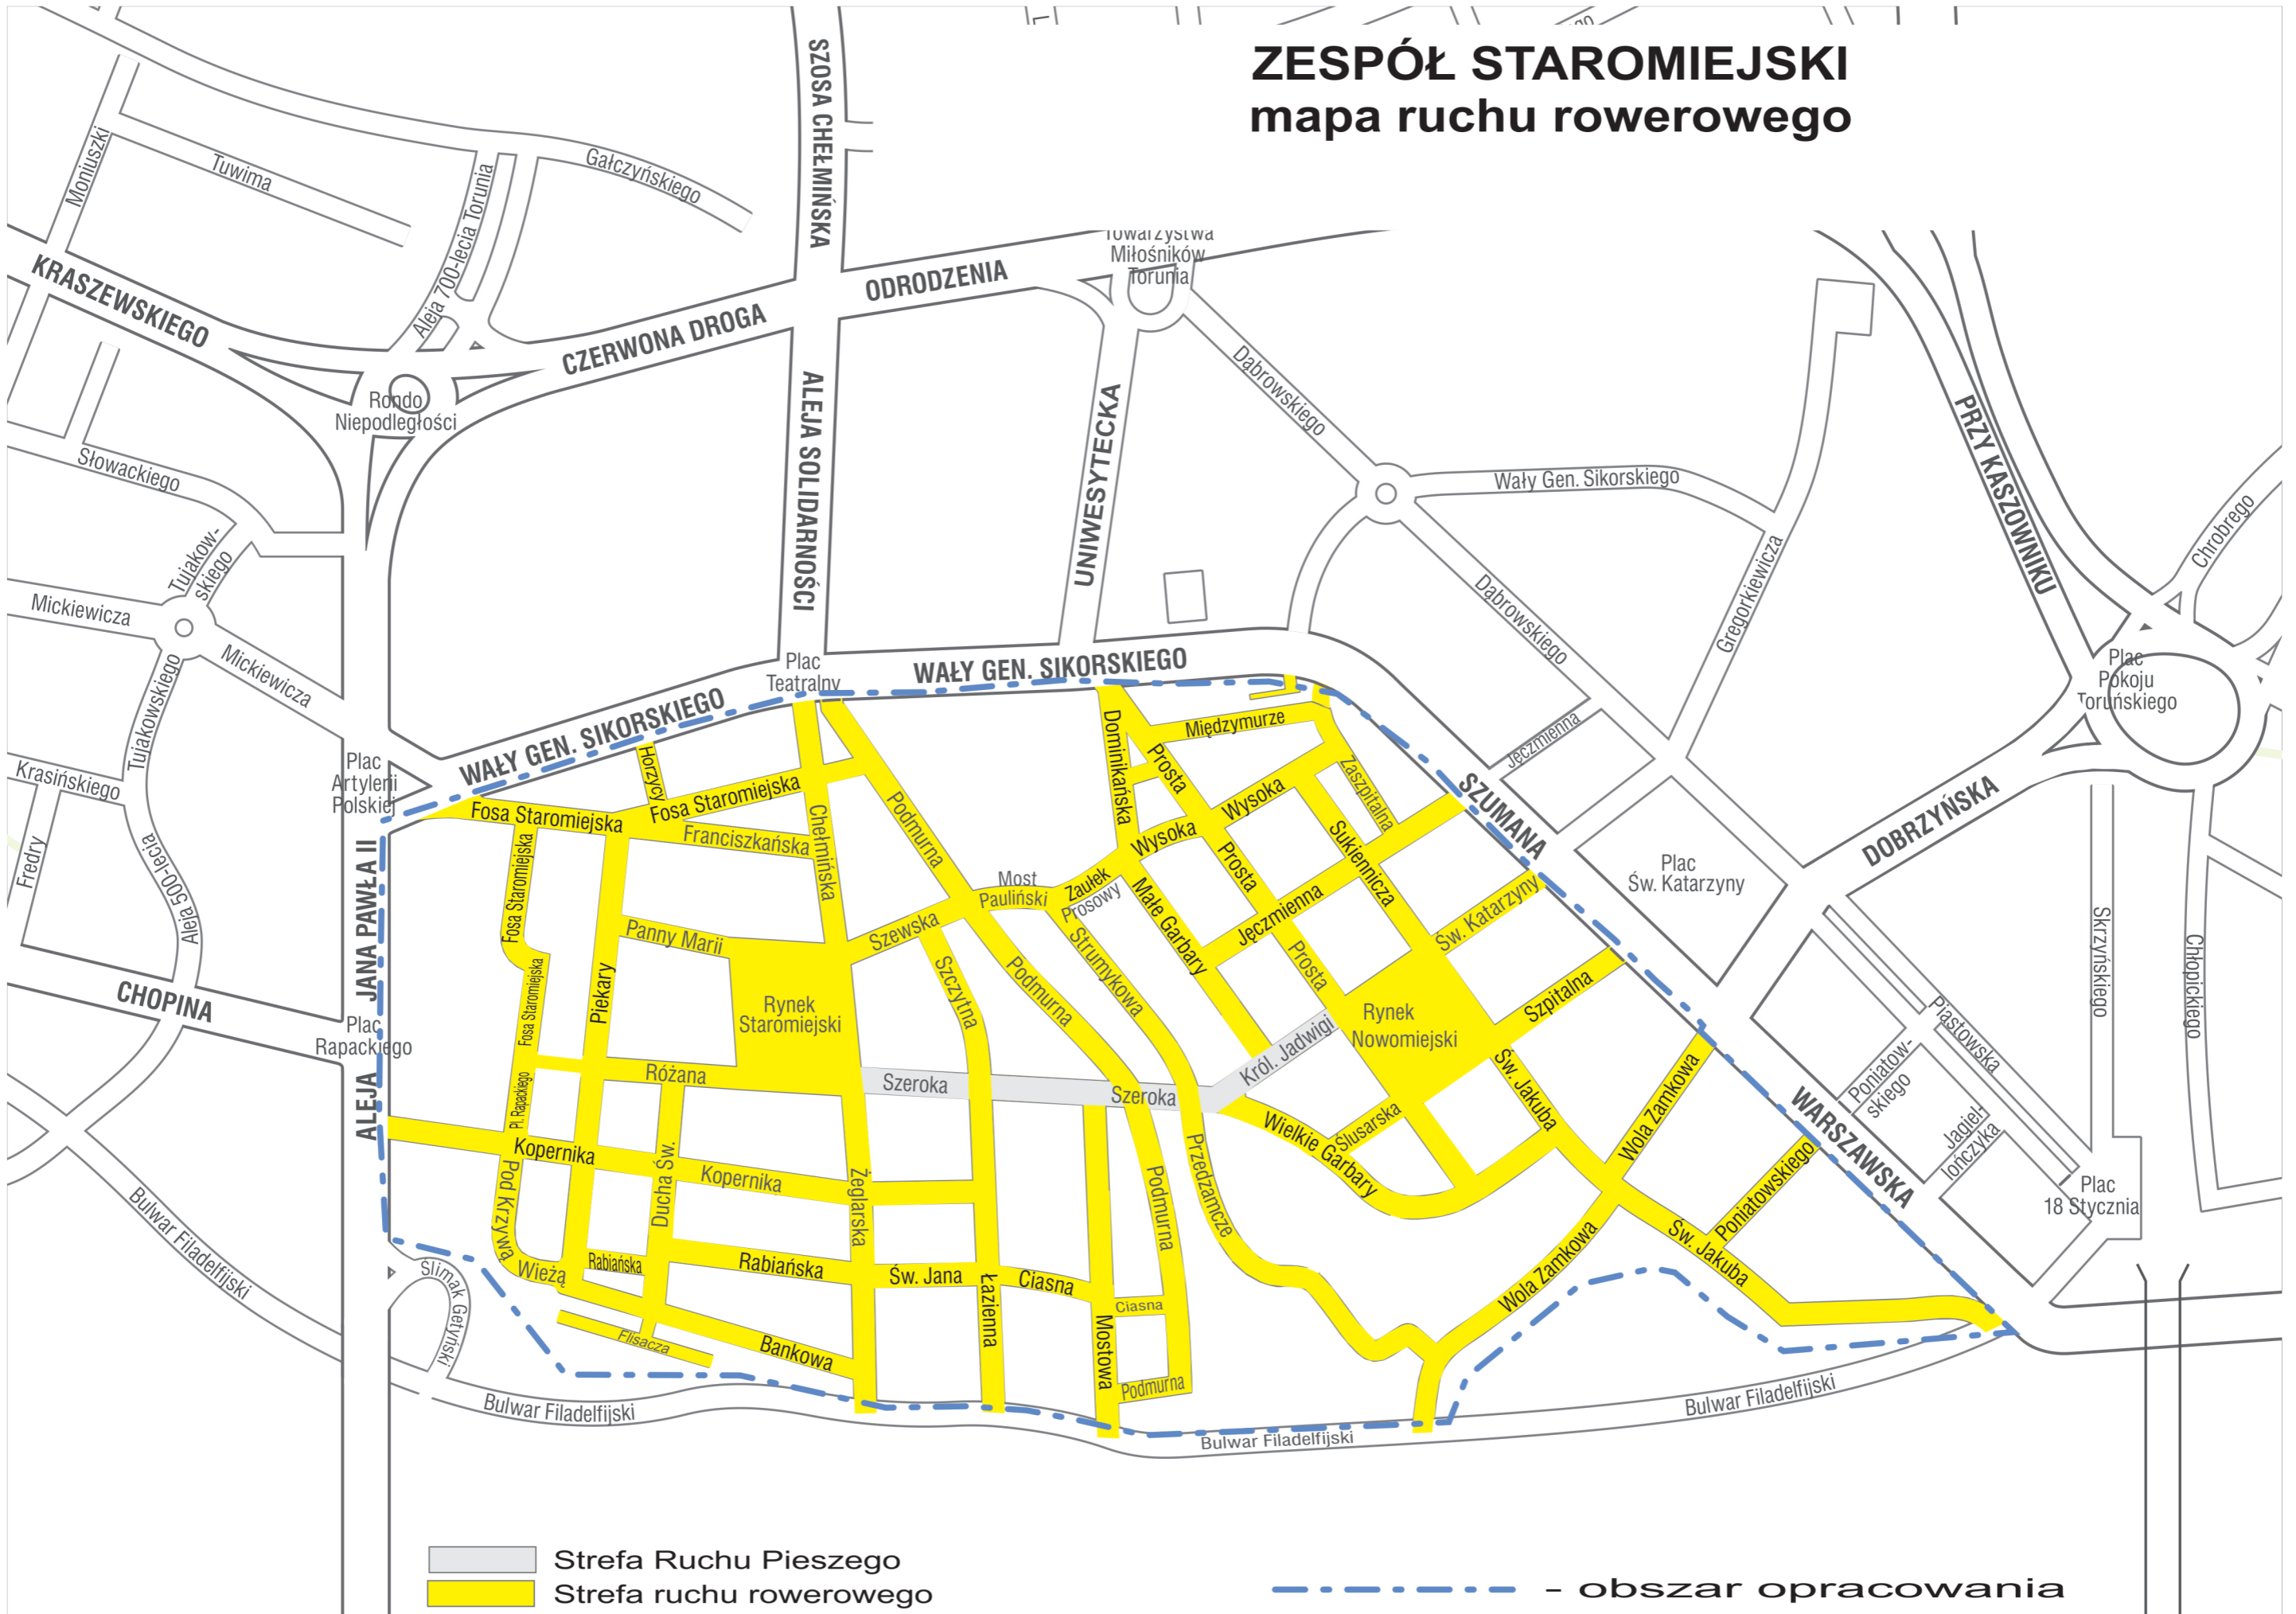 ZESPÓŁ STAROMIEJSKI
mapa ruchu rowerowego
SZOSA CHEŁMIŃSKA
Moniuszki
Tuwima
Gałczyńskiego
Aleja 700-lecia Torunia
KRASZEWSKIEGO
CZERWONA DROGA
ODRODZENIA
Towarzystwa
Miłośników
Torunia
Rondo
Niepodległości
ALEJA SOLIDARNOŚCI
UNIWESYTECKA
Dąbrowskiego
Wały Gen. Sikorskiego
PRZY KASZOWNIKU
Chrobrego
Słowackiego
Tujakow-
skiego
Mickiewicza
Mickiewicza
Tujakowskiego
Dąbrowskiego
Gregorkiewicza
Plac
Pokoju
Toruńskiego
Plac
Teatralny
WAŁY GEN. SIKORSKIEGO
WAŁY GEN. SIKORSKIEGO
Krasińskiego
Fredry
Aleja 500-lecia
Plac
Artylerii
Polskiej
Horzycy
Fosa Staromiejska
Fosa Staromiejska
Franciszkańska
Chełmińska
Podmurna
Dominikańska
Międzymurze
Prosta
Wysoka
Wysoka
Zaszpitalna
Sukiennicza
Jęczmienna
SZUMANA
DOBRZYŃSKA
Plac
Św. Katarzyny
Fosa Staromiejska
ALEJA JANA PAWŁA II
Most
Pauliński
Zaułek
Prosowy
Małe Garbary
Prosta
Jęczmienna
Św. Katarzyny
Skrzyńskiego
Chłopickiego
Panny Marii
Szewska
Szczytna
Podmurna
Strumykowa
Prosta
Szpitalna
CHOPINA
Plac
Rapackiego
Fosa Staromiejska
Piekary
Rynek
Staromiejski
Rynek
Nowomiejski
Król. Jadwigi
Piastowska
Poniatow-
skiego
Jagiel-
lończyka
Plac
18 Stycznia
Pl. Rapackiego
Różana
Szeroka
Szeroka
Św. Jakuba
Wola Zamkowa
WARSZAWSKA
Kopernika
Kopernika
Ducha Św.
Żeglarska
Wielkie Garbary
Ślusarska
Przedzamcze
Podmurna
Poniatowskiego
Św. Jakuba
Wola Zamkowa
Pod Krzywą
Wieżą
Rabiańska
Rabiańska
Św. Jana
Łazienna
Ciasna
Ciasna
Mostowa
Podmurna
Bankowa
Flisacza
Ślimak Getyński
Bulwar Filadelfijski
Bulwar Filadelfijski
Bulwar Filadelfijski
Bulwar Filadelfijski
Strefa Ruchu Pieszego
Strefa ruchu rowerowego
- obszar opracowania